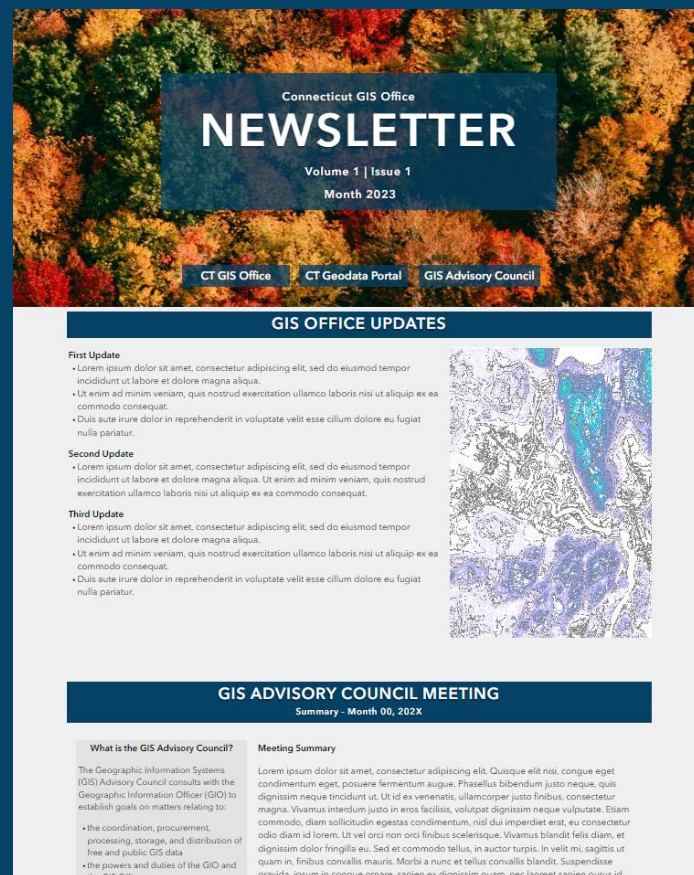 Connecticut GIS Office
NEWSLETTER
Volume 1 | Issue 1
Month 2023
CT GIS Office
CT Geodata Portal
GIS Advisory Council
GIS OFFICE UPDATES
First Update
• Lorem ipsum dolor sit amet, consectetur adipiscing elit, sed do eiusmod tempor
incididunt ut labore et dolore magna aliqua.
• Ut enim ad minim veniam, quis nostrud exercitation ullamco laboris nisi ut aliquip ex ea
commodo consequat.
• Duis aute irure dolor in reprehenderit in voluptate velit esse cillum dolore eu fugiat
nulla pariatur.
Second Update
• Lorem ipsum dolor sit amet, consectetur adipiscing elit, sed do eiusmod tempor
incididunt ut labore et dolore magna aliqua. Ut enim ad minim veniam, quis nostrud
exercitation ullamco laboris nisi ut aliquip ex ea commodo consequat.
Third Update
• Lorem ipsum dolor sit amet, consectetur adipiscing elit, sed do eiusmod tempor
incididunt ut labore et dolore magna aliqua.
• Ut enim ad minim veniam, quis nostrud exercitation ullamco laboris nisi ut aliquip ex ea
commodo consequat.
• Duis aute irure dolor in reprehenderit in voluptate velit esse cillum dolore eu fugiat
nulla pariatur.
GIS ADVISORY COUNCIL MEETING
Summary - Month 00, 202X
What is the GIS Advisory Council?
The Geographic Information Systems
(GIS) Advisory Council consults with the
Geographic Information Officer (GIO) to
establish goals on matters relating to:
• the coordination, procurement,
processing, storage, and distribution of
free and public GIS data
• the powers and duties of the GIO and
Meeting Summary
Lorem ipsum dolor sit amet, consectetur adipiscing elit. Quisque elit nisi, congue eget
condimentum eget, posuere fermentum augue. Phasellus bibendum justo neque, quis
dignissim neque tincidunt ut. Ut id ex venenatis, ullamcorper justo finibus, consectetur
magna. Vivamus interdum justo in eros facilisis, volutpat dignissim neque vulputate. Etiam
commodo, diam sollicitudin egestas condimentum, nisl dui imperdiet erat, eu consectetur
odio diam id lorem. Ut vel orci non orci finibus scelerisque. Vivamus blandit felis diam, et
dignissim dolor fringilla eu. Sed et commodo tellus, in auctor turpis. In velit mi, sagittis ut
quam in, finibus convallis mauris. Morbi a nunc et tellus convallis blandit. Suspendisse
gravida, ipsum in congue ornare, sapien ex dignissim quam, nec laoreet sapien purus id